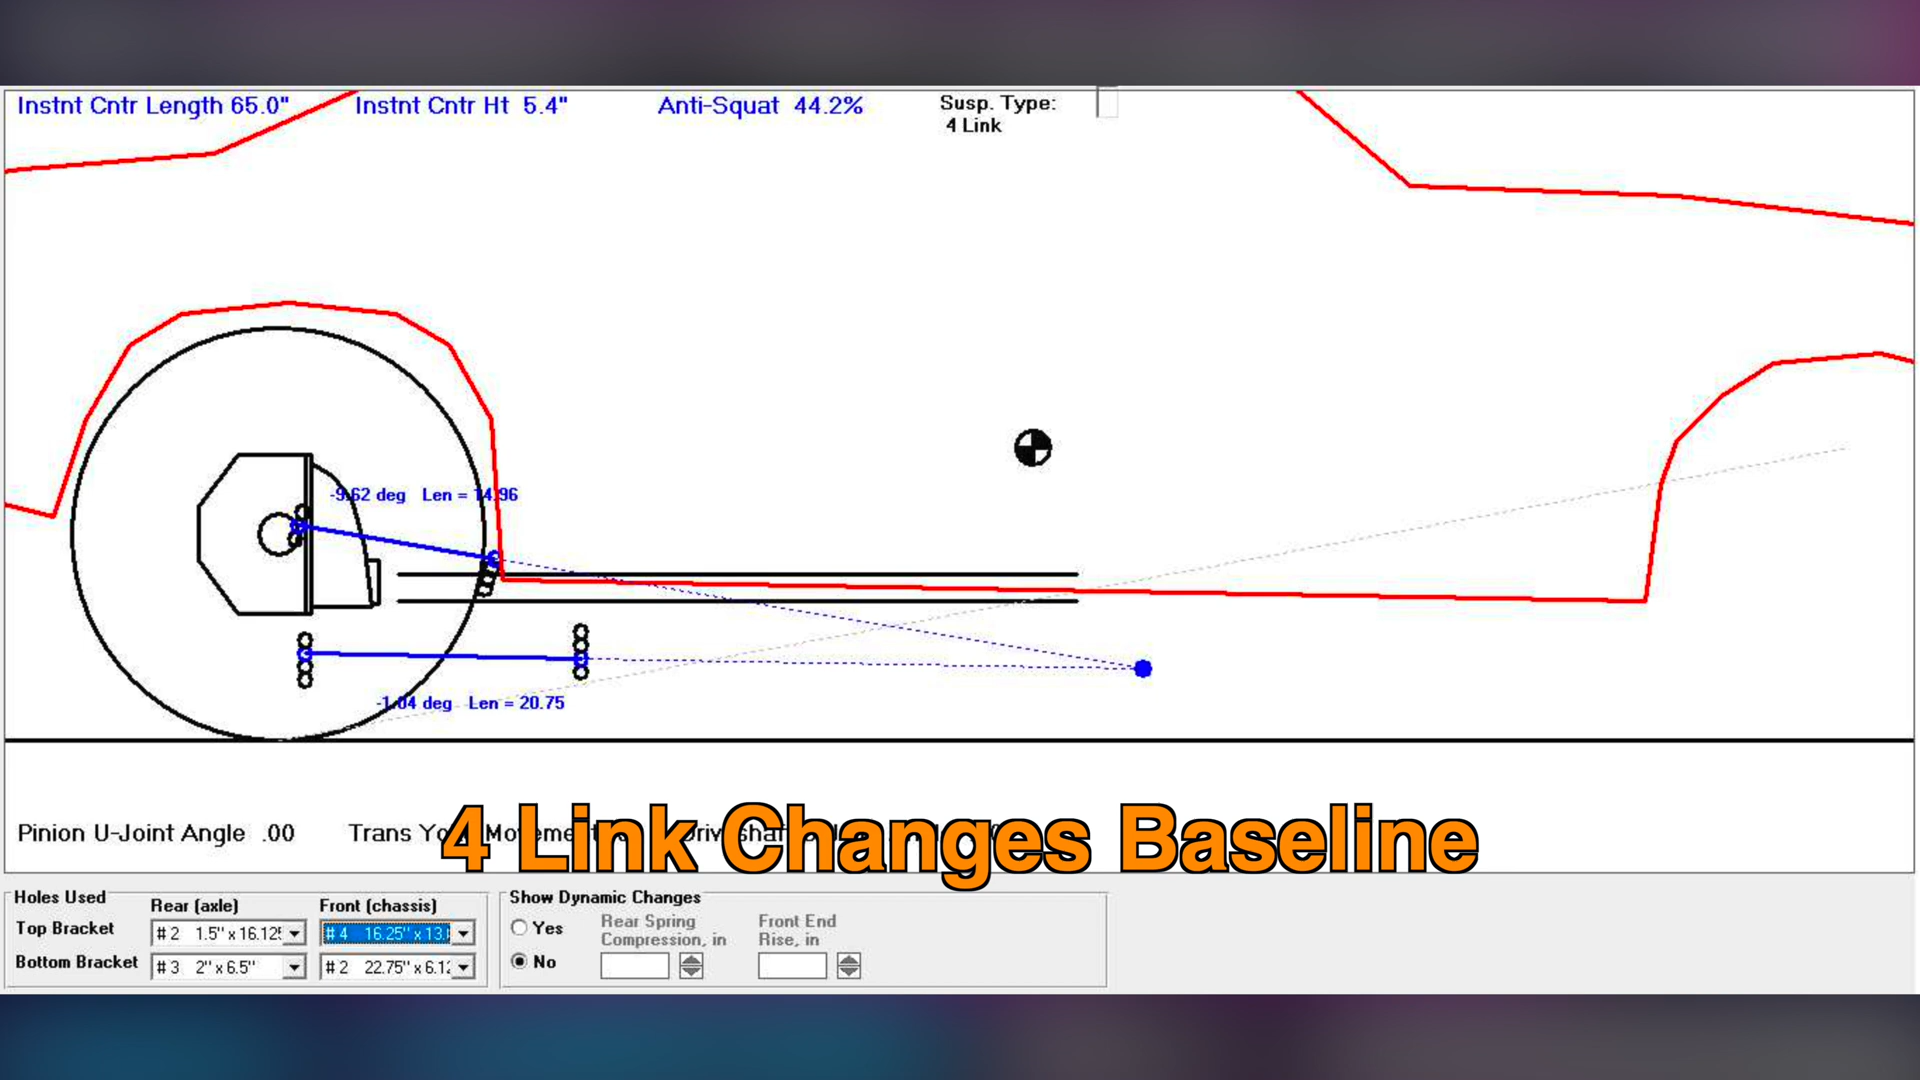 Instnt Cntr Length 65.0" Instnt Cntr Ht 5.4" Anti-Squat 44.2% Susp. Type:
4 Link
-9.62 deg Len = 14.96
-1.04 deg Len = 20.75
Pinion U-Joint Angle .00 Trans
4 Link Changes Baseline
Holes Used Rear (axle) Front (chassis) Show Dynamic Changes
Top Bracket #2 1.5" x 16.125 #4 16.25" x 13. Yes Rear Spring Compression, in Front End Rise, in
Bottom Bracket #3 2" x 6.5" #2 22.75" x 6.12 No